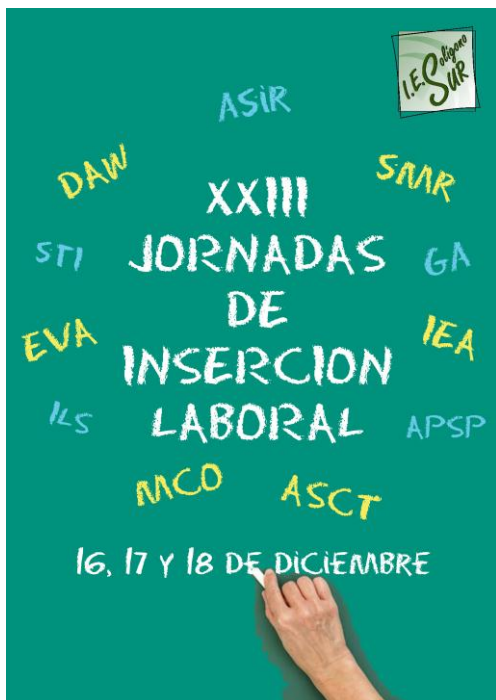 I.E.S
Polígono
SUR
ASiR
DAW
SMR
XXIII
JORNADAS
STI
GA
DE
EVA
IEA
INSERCION
ILS
LABORAL
APSP
MCO
ASCT
16, 17 Y 18 DE DiCiEMBRE